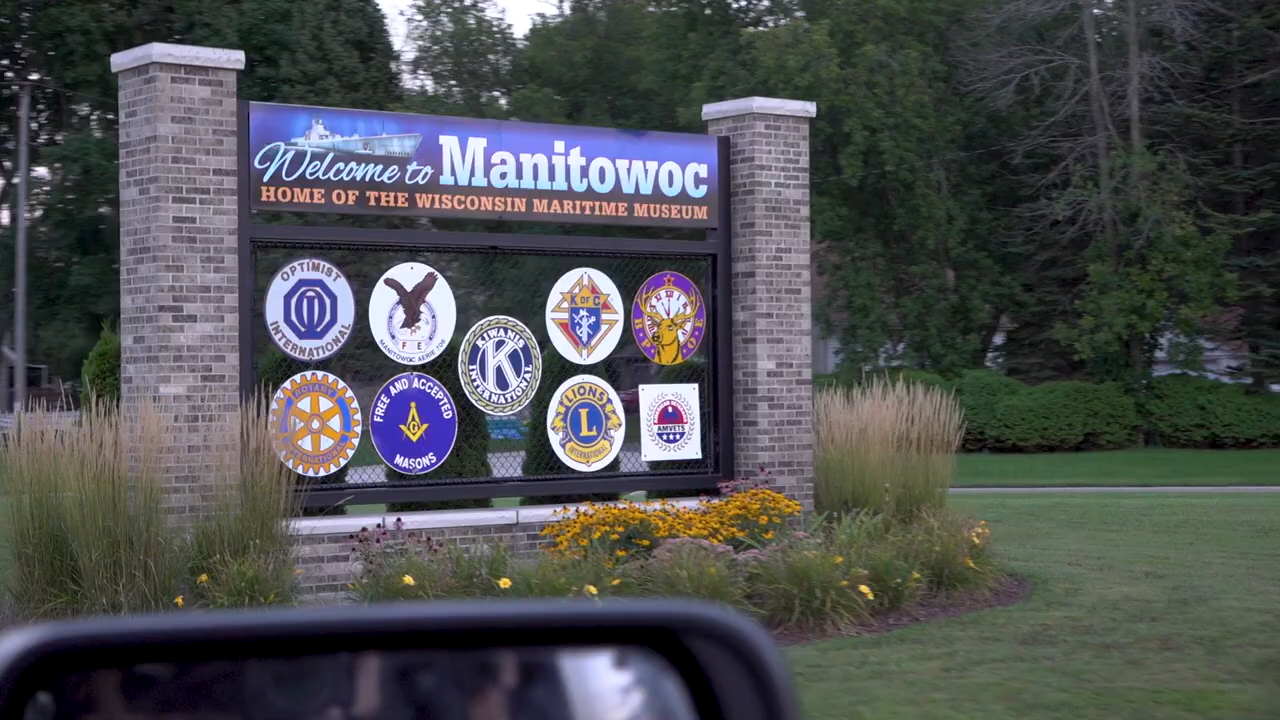 Welcome to Manitowoc
HOME OF THE WISCONSIN MARITIME MUSEUM
OPTIMIST
INTERNATIONAL
F E
MANITOWOC AERIE 706
KIWANIS
K
INTERNATIONAL
K OF C
B P O E
ROTARY
INTERNATIONAL
FREE AND ACCEPTED
G
MASONS
LIONS
L
INTERNATIONAL
AMVETS